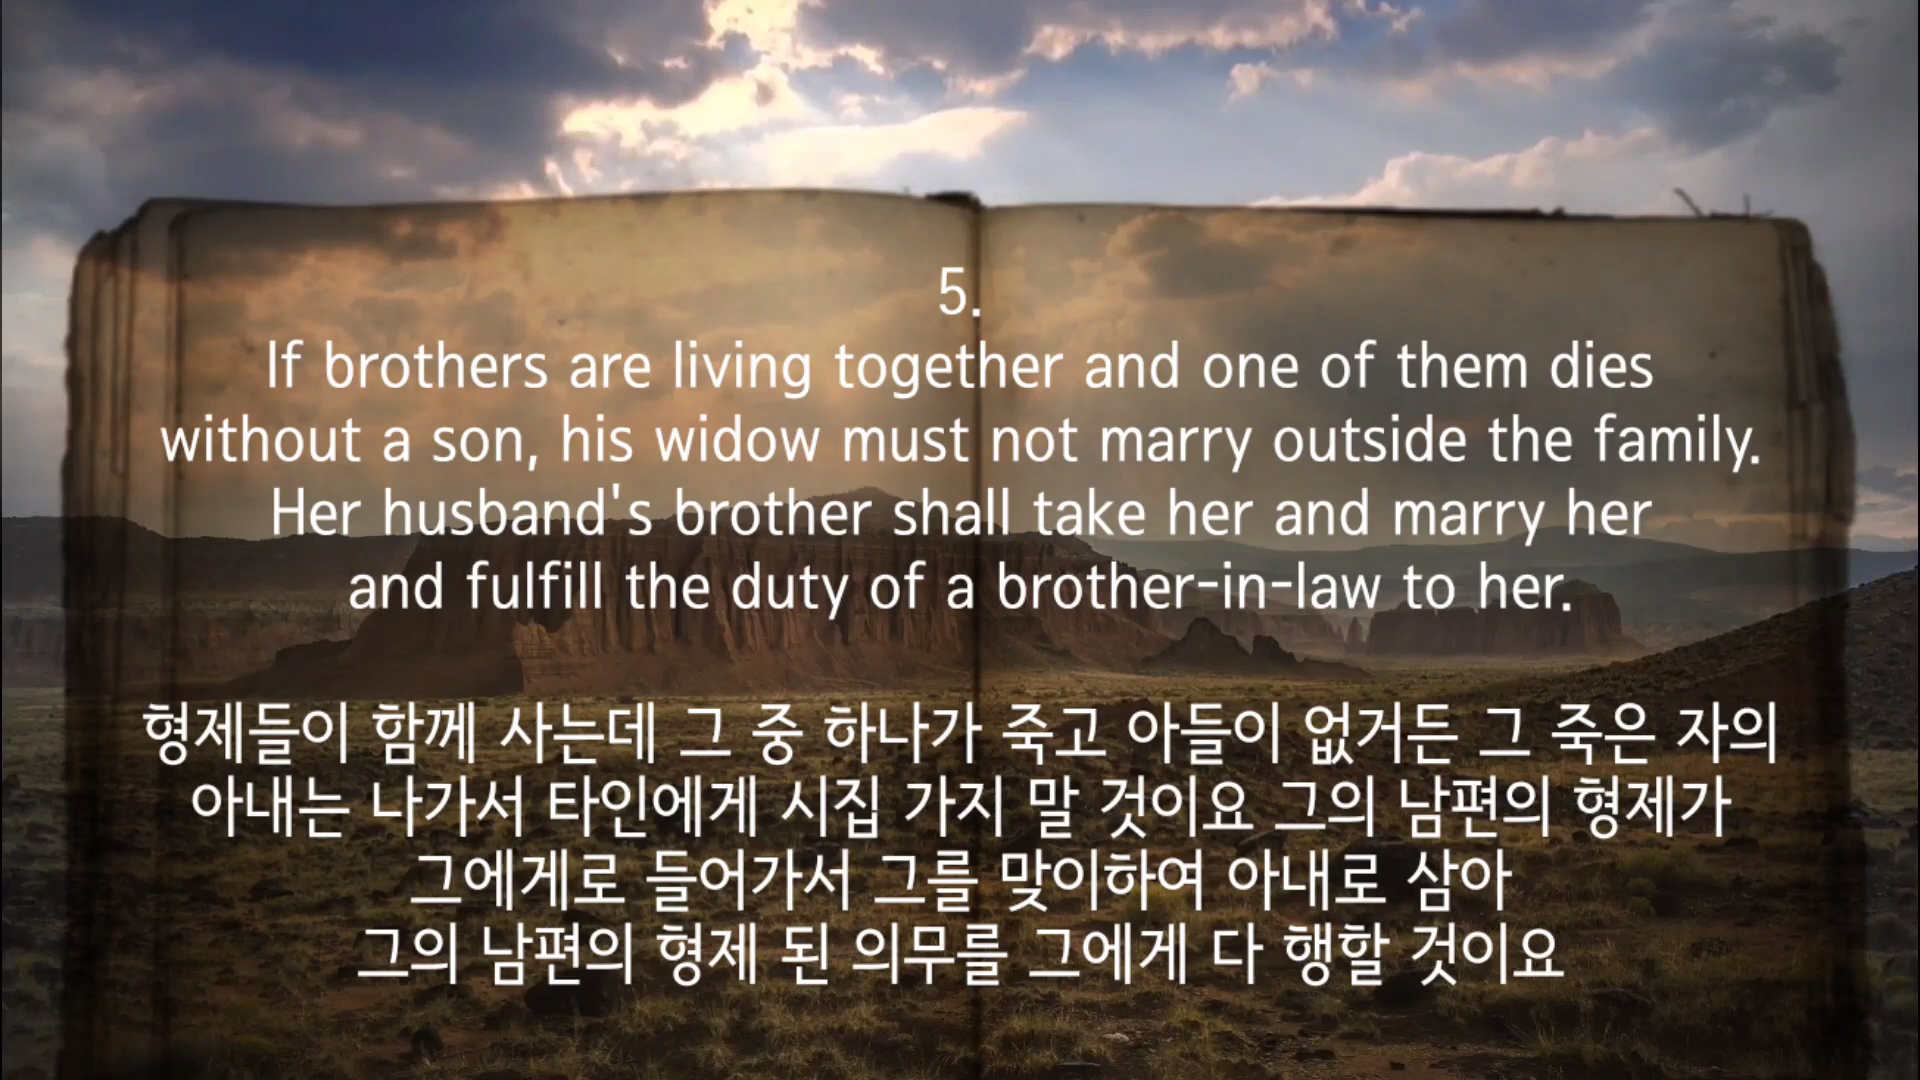 5.
If brothers are living together and one of them dies
without a son, his widow must not marry outside the family.
Her husband's brother shall take her and marry her
and fulfill the duty of a brother-in-law to her.
형제들이 함께 사는데 그 중 하나가 죽고 아들이 없거든 그 죽은 자의
아내는 나가서 타인에게 시집 가지 말 것이요 그의 남편의 형제가
그에게로 들어가서 그를 맞이하여 아내로 삼아
그의 남편의 형제 된 의무를 그에게 다 행할 것이요